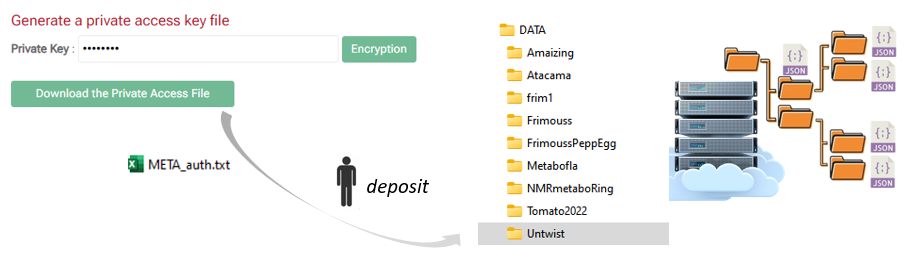 Generate a private access key file
Private Key : •••••••• Encryption
Download the Private Access File
META_auth.txt
deposit
DATA
Amaizing
Atacama
frim1
Frimouss
FrimoussPeppEgg
Metabofla
NMRmetaboRing
Tomato2022
Untwist
{;}
JSON
{;}
JSON
{;}
JSON
{;}
JSON
{;}
JSON